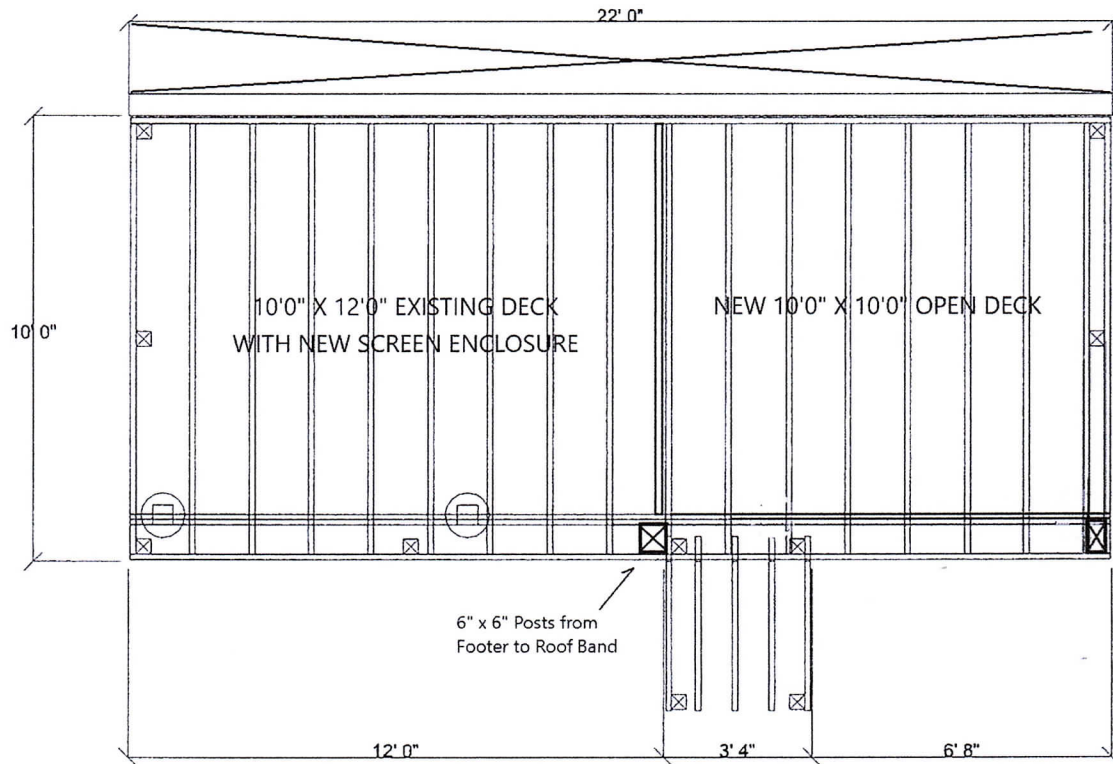 22' 0"
10' 0"
10'0" X 12'0" EXISTING DECK
WITH NEW SCREEN ENCLOSURE
NEW 10'0" X 10'0" OPEN DECK
6" x 6" Posts from
Footer to Roof Band
12' 0"
3' 4"
6' 8"